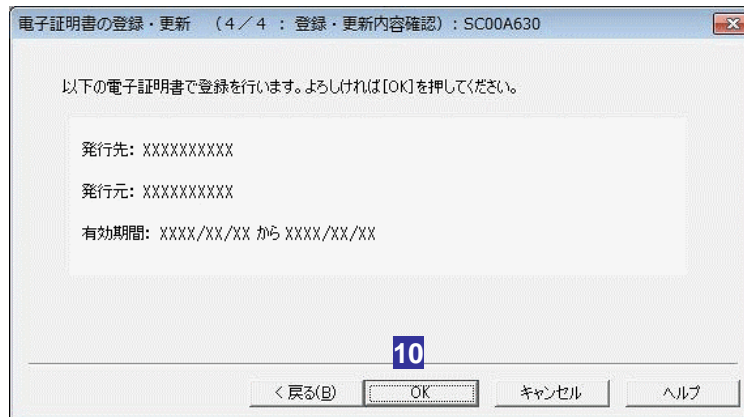 電子証明書の登録・更新　（４／４　：　登録・更新内容確認）：SC00A630
以下の電子証明書で登録を行います。よろしければ[OK]を押してください。
発行先: XXXXXXXXXX
発行元: XXXXXXXXXX
有効期間: XXXX/XX/XX から XXXX/XX/XX
10
< 戻る(B) OK キャンセル ヘルプ